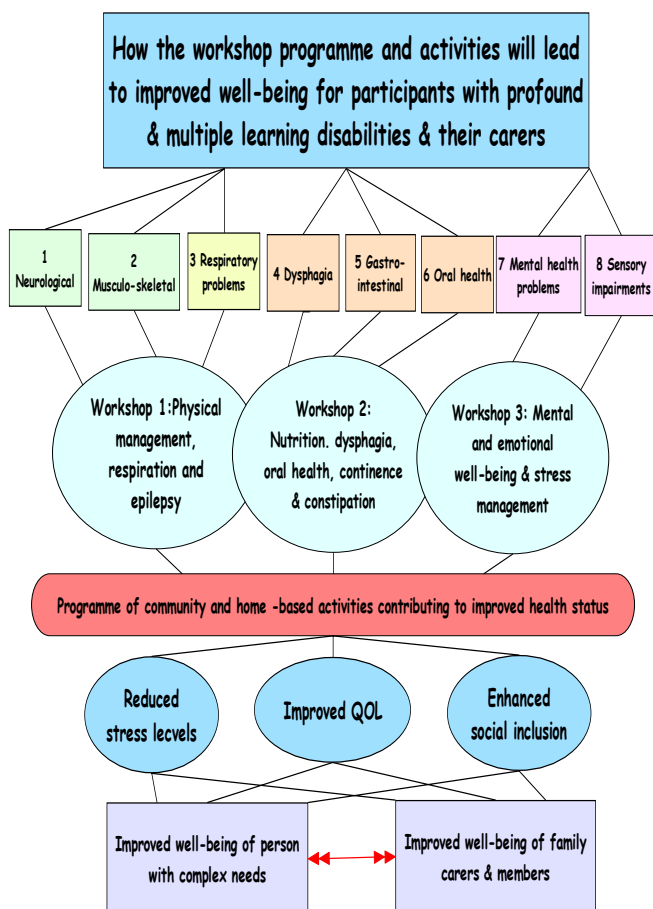 How the workshop programme and activities will lead
to improved well-being for participants with profound
& multiple learning disabilities & their carers
1
Neurological
2
Musculo-skeletal
3 Respiratory
problems
4 Dysphagia
5 Gastro-
intestinal
6 Oral health
7 Mental health
problems
8 Sensory
impairments
Workshop 1:Physical
management,
respiration and
epilepsy
Workshop 2:
Nutrition. dysphagia,
oral health, continence
& constipation
Workshop 3: Mental
and emotional
well-being & stress
management
Programme of community and home -based activities contributing to improved health status
Reduced
stress lecvels
Improved QOL
Enhanced
social inclusion
Improved well-being of person
with complex needs
Improved well-being of family
carers & members